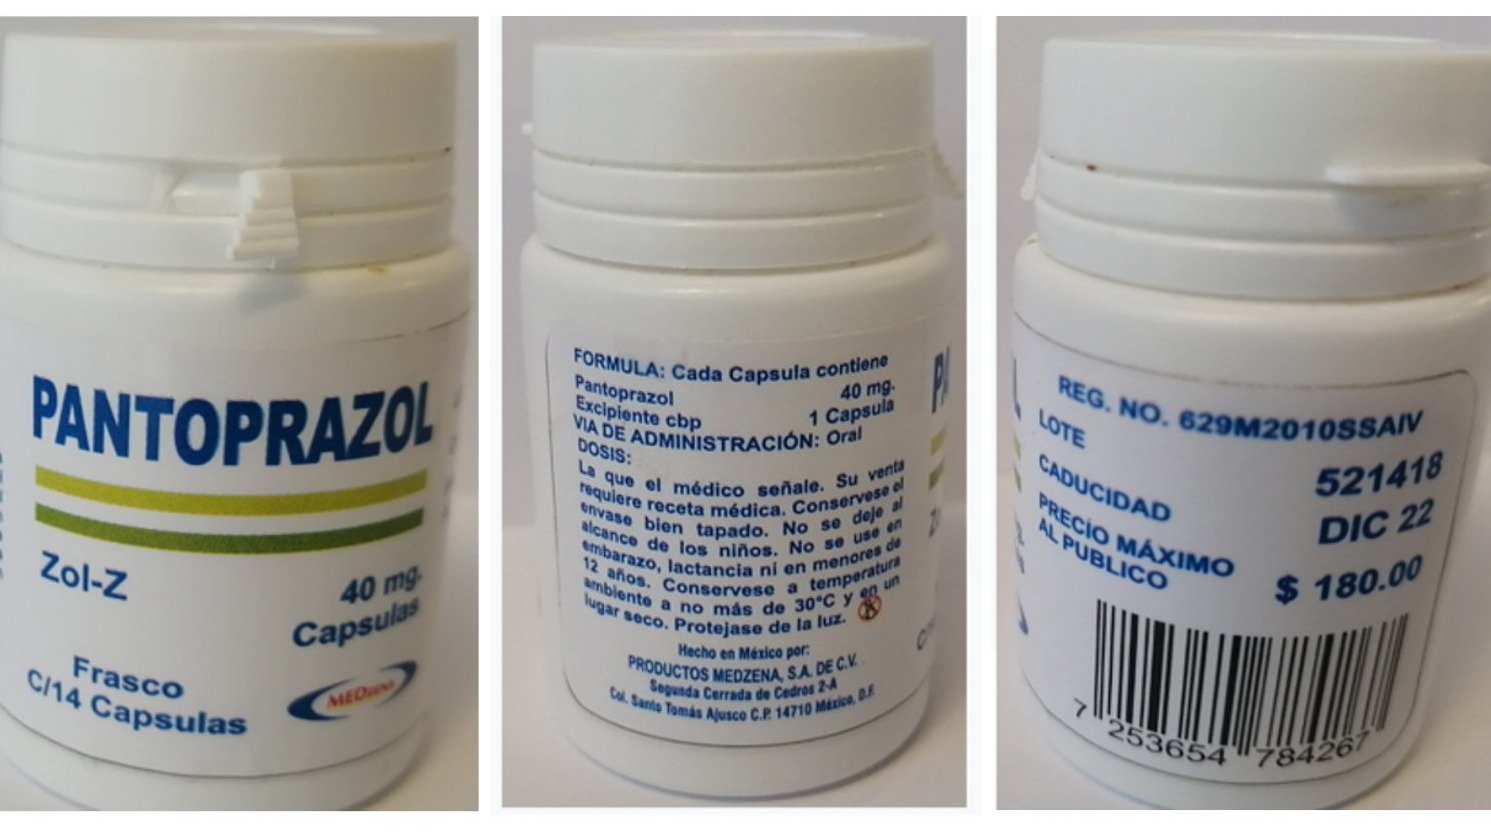 PANTOPRAZOL
Zol-Z
40 mg.
Capsulas
Frasco
C/14 Capsulas
MEDZENA
FORMULA: Cada Capsula contiene
Pantoprazol 40 mg.
Excipiente cbp 1 Capsula
VIA DE ADMINISTRACIÓN: Oral
DOSIS:
La que el médico señale. Su venta
requiere receta médica. Conservese el
envase bien tapado. No se deje al
alcance de los niños. No se use en
embarazo, lactancia ni en menores de
12 años. Conservese a temperatura
ambiente a no más de 30°C y en un
lugar seco. Protejase de la luz.
Hecho en México por:
PRODUCTOS MEDZENA, S.A. DE C.V.
Segunda Cerrada de Cedros 2-A
Col. Santo Tomás Ajusco C.P. 14710 México, D.F.
REG. NO. 629M2010SSAIV
LOTE 521418
CADUCIDAD DIC 22
PRECIO MÁXIMO
AL PUBLICO $ 180.00
7 253654 784267